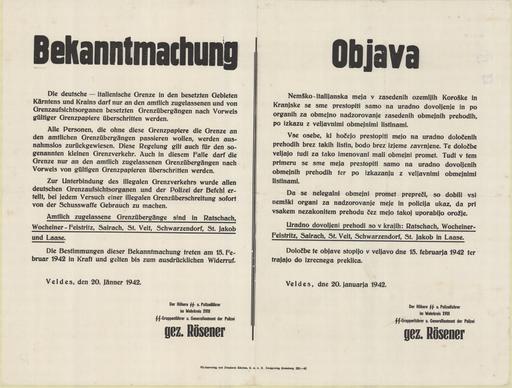 Bekanntmachung
Die deutsche — italienische Grenze in den besetzten Gebieten
Kärntens und Krains darf nur an den amtlich zugelassenen und von
Grenzaufsichtsorganen besetzten Grenzübergängen nach Vorweis
gültiger Grenzpapiere überschritten werden.
Alle Personen, die ohne diese Grenzpapiere die Grenze an
den amtlichen Grenzübergängen passieren wollen, werden aus-
nahmslos zurückgewiesen. Diese Regelung gilt auch für den so-
genannten kleinen Grenzverkehr. Auch in diesem Falle darf die
Grenze nur an den amtlich zugelassenen Grenzübergängen nach
Vorweis von gültigen Grenzpapieren überschritten werden.
Zur Unterbindung des illegalen Grenzverkehrs wurde allen
deutschen Grenzaufsichtsorganen und der Polizei der Befehl er-
teilt, bei jedem Versuch einer illegalen Grenzüberschreitung sofort
von der Schusswaffe Gebrauch zu machen.
Amtlich zugelassene Grenzübergänge sind in Ratschach,
Wocheiner-Feistritz, Sairach, St. Veit, Schwarzendorf, St. Jakob
und Laase.
Die Bestimmungen dieser Bekanntmachung treten am 15. Fe-
bruar 1942 in Kraft und gelten bis zum ausdrücklichen Widerruf.
Veldes, den 20. Jänner 1942.
Der Höhere SS u. Polizeiführer
im Wehrkreis XVIII
SS-Gruppenführer u. Generalleutnant der Polizei
gez. Rösener
Objava
Nemško-italijanska meja v zasedenih ozemljih Koroške in
Kranjske se sme prestopiti samo na uradno dovoljenih in po
organih za obmejno nadzorovanje zasedenih obmejnih prehodih,
po izkazu z veljavnimi obmejnimi listinami.
Vse osebe, ki hočejo prestopiti mejo na uradno določenih
prehodih brez takih listin, bodo brez izjeme zavrnjene. Te določbe
veljajo tudi za tako imenovani mali obmejni promet. Tudi v tem
primeru se sme meja prestopiti samo na uradno dovoljenih
obmejnih prehodih ter po izkazanju z veljavnimi obmejnimi
listinami.
Da se nelegalni obmejni promet prepreči, so dobili vsi
nemški organi za nadzorovanje meje in policija ukaz, da pri
vsakem nezakonitem prehodu čez mejo takoj uporabijo orožje.
Uradno dovoljeni prehodi so v krajih: Ratschach, Wocheiner-
Feistritz, Sairach, St. Veit, Schwarzendorf, St. Jakob in Laase.
Določbe te objave stopijo v veljavo dne 15. februarja 1942 ter
trajajo do izrecnega preklica.
Veldes, dne 20. januarja 1942.
Der Höhere SS u. Polizeiführer
im Wehrkreis XVIII
SS-Gruppenführer u. Generalleutnant der Polizei
gez. Rösener